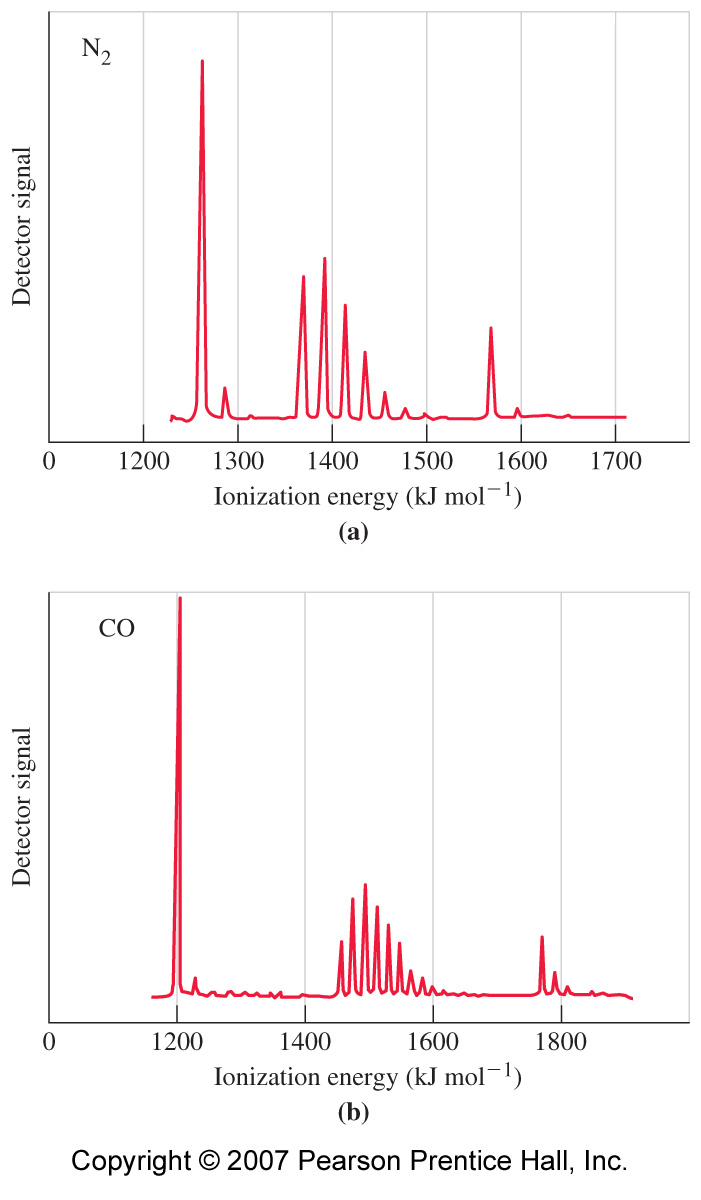 N₂
Detector signal
0 1200 1300 1400 1500 1600 1700
Ionization energy (kJ mol⁻¹)
(a)
CO
Detector signal
0 1200 1400 1600 1800
Ionization energy (kJ mol⁻¹)
(b)
Copyright © 2007 Pearson Prentice Hall, Inc.